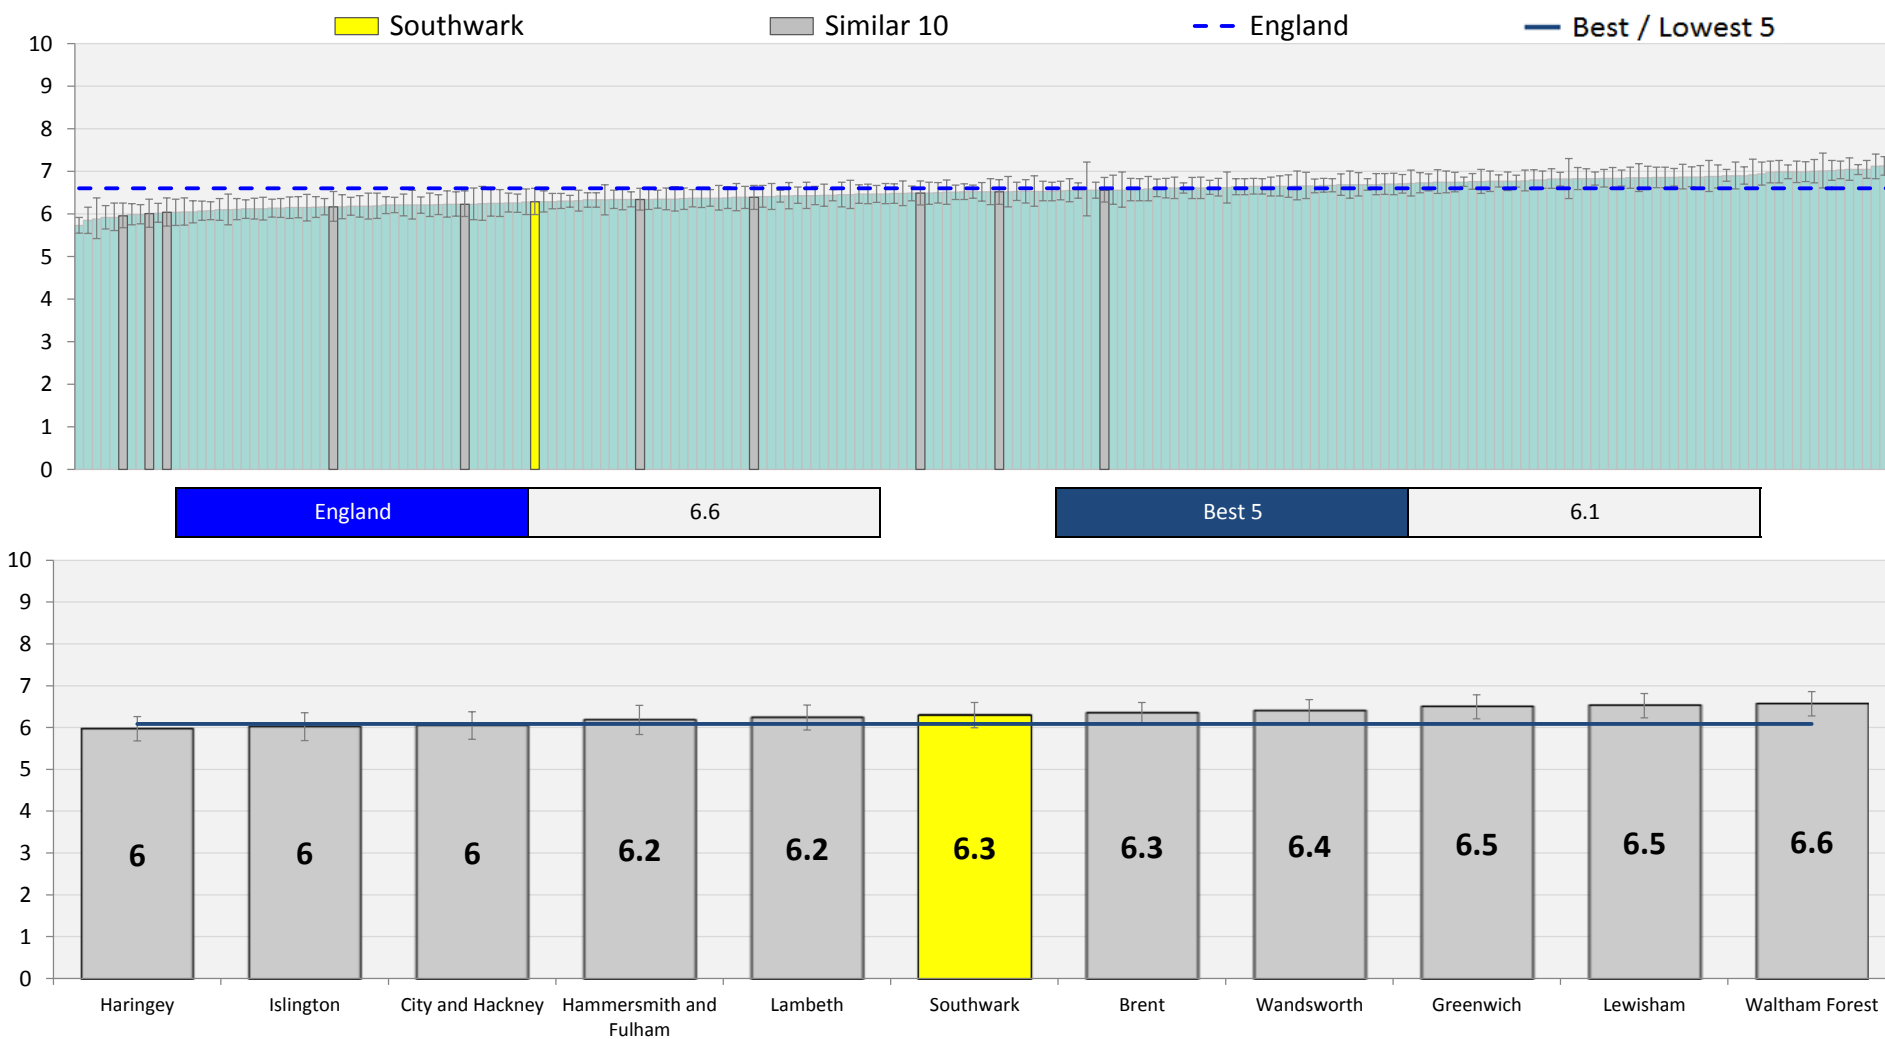 Southwark
Similar 10
England
Best / Lowest 5
10
9
8
7
6
5
4
3
2
1
0
England 6.6
Best 5 6.1
10
9
8
7
6
5
4
3
2
1
0
6 6 6 6.2 6.2 6.3 6.3 6.4 6.5 6.5 6.6
Haringey
Islington
City and Hackney
Hammersmith and
Fulham
Lambeth
Southwark
Brent
Wandsworth
Greenwich
Lewisham
Waltham Forest